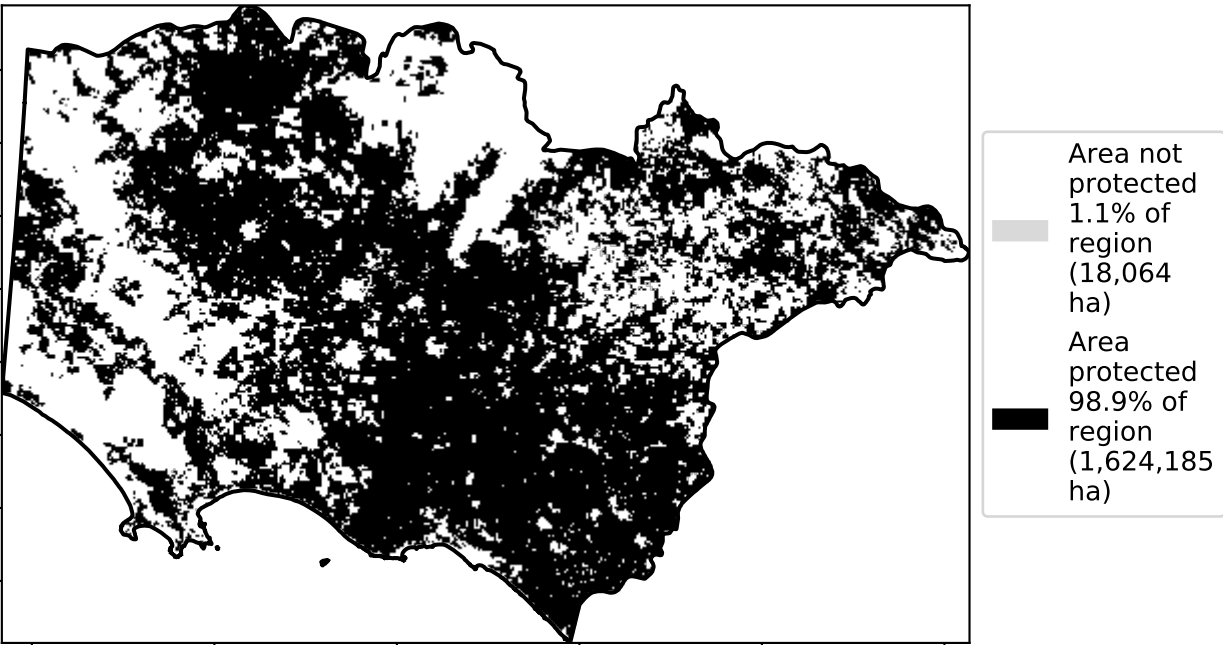 Area not
protected
1.1% of
region
(18,064
ha)
Area
protected
98.9% of
region
(1,624,185
ha)